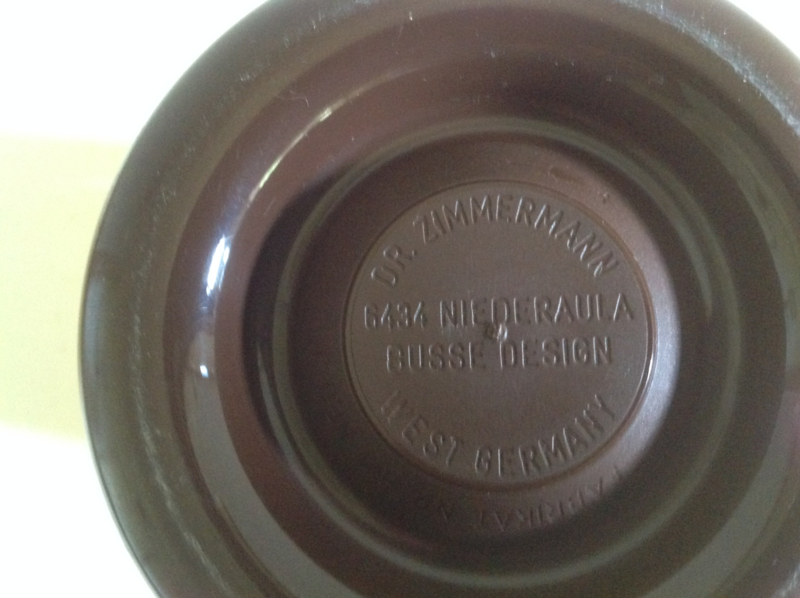 DR. ZIMMERMANN
6434 NIEDERAULA
BUSSE DESIGN
WEST GERMANY